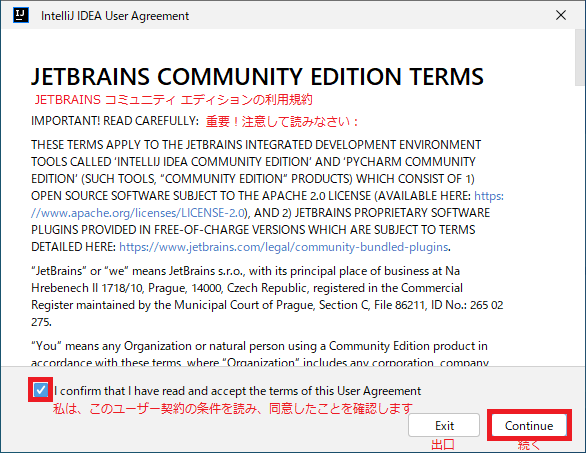 IntelliJ IDEA User Agreement
JETBRAINS COMMUNITY EDITION TERMS
JETBRAINS コミュニティ エディションの利用規約
IMPORTANT! READ CAREFULLY: 重要！注意して読みなさい：
THESE TERMS APPLY TO THE JETBRAINS INTEGRATED DEVELOPMENT ENVIRONMENT
TOOLS CALLED ‘INTELLIJ IDEA COMMUNITY EDITION’ AND ‘PYCHARM COMMUNITY
EDITION’ (SUCH TOOLS, “COMMUNITY EDITION” PRODUCTS) WHICH CONSIST OF 1)
OPEN SOURCE SOFTWARE SUBJECT TO THE APACHE 2.0 LICENSE (AVAILABLE HERE: https:
//www.apache.org/licenses/LICENSE-2.0), AND 2) JETBRAINS PROPRIETARY SOFTWARE
PLUGINS PROVIDED IN FREE-OF-CHARGE VERSIONS WHICH ARE SUBJECT TO TERMS
DETAILED HERE: https://www.jetbrains.com/legal/community-bundled-plugins.
“JetBrains” or “we” means JetBrains s.r.o., with its principal place of business at Na
Hrebenech II 1718/10, Prague, 14000, Czech Republic, registered in the Commercial
Register maintained by the Municipal Court of Prague, Section C, File 86211, ID No.: 265 02
275.
“You” means any Organization or natural person using a Community Edition product in
accordance with these terms, where “Organization” includes any corporation, company
I confirm that I have read and accept the terms of this User Agreement
私は、このユーザー契約の条件を読み、同意したことを確認します
Exit Continue
出口 続く